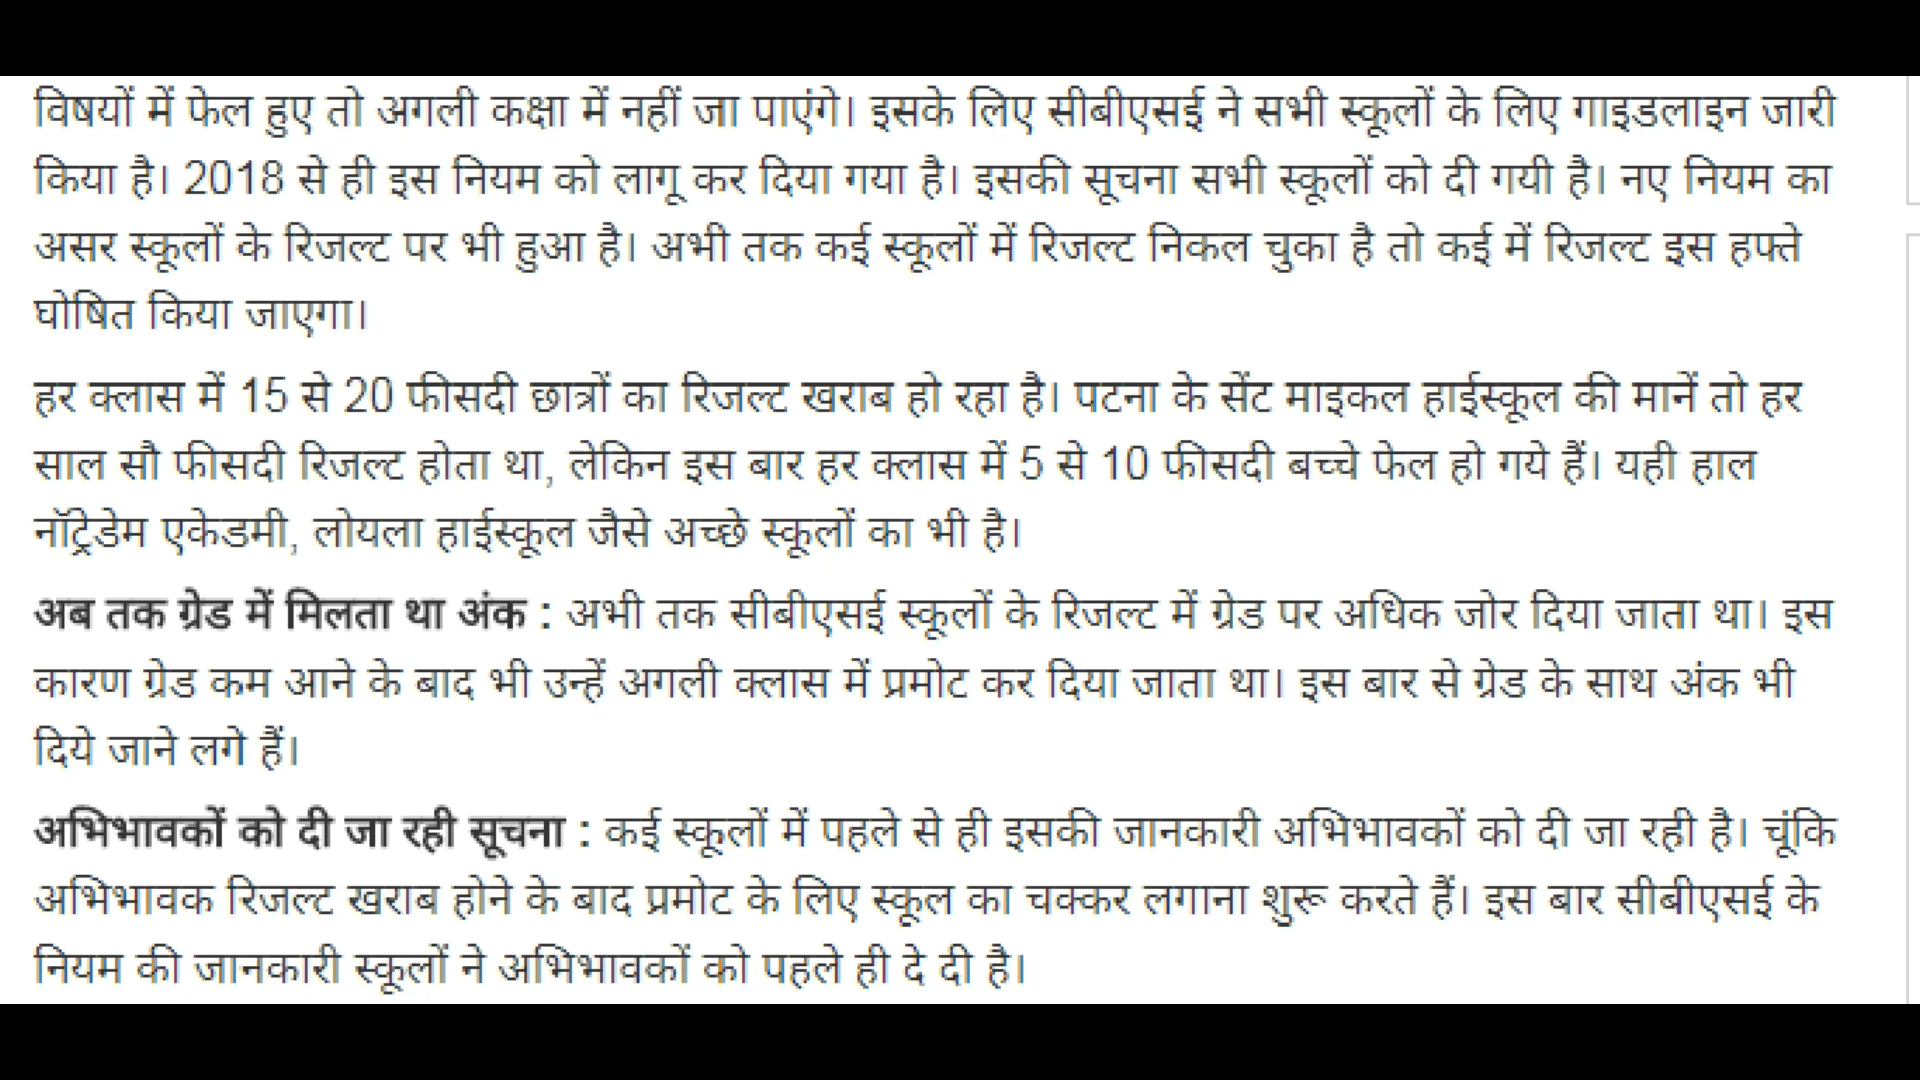 विषयों में फेल हुए तो अगली कक्षा में नहीं जा पाएंगे। इसके लिए सीबीएसई ने सभी स्कूलों के लिए गाइडलाइन जारी
किया है। 2018 से ही इस नियम को लागू कर दिया गया है। इसकी सूचना सभी स्कूलों को दी गयी है। नए नियम का
असर स्कूलों के रिजल्ट पर भी हुआ है। अभी तक कई स्कूलों में रिजल्ट निकल चुका है तो कई में रिजल्ट इस हफ्ते
घोषित किया जाएगा।
हर क्लास में 15 से 20 फीसदी छात्रों का रिजल्ट खराब हो रहा है। पटना के सेंट माइकल हाईस्कूल की मानें तो हर
साल सौ फीसदी रिजल्ट होता था, लेकिन इस बार हर क्लास में 5 से 10 फीसदी बच्चे फेल हो गये हैं। यही हाल
नॉट्रेडेम एकेडमी, लोयला हाईस्कूल जैसे अच्छे स्कूलों का भी है।
अब तक ग्रेड में मिलता था अंक : अभी तक सीबीएसई स्कूलों के रिजल्ट में ग्रेड पर अधिक जोर दिया जाता था। इस
कारण ग्रेड कम आने के बाद भी उन्हें अगली क्लास में प्रमोट कर दिया जाता था। इस बार से ग्रेड के साथ अंक भी
दिये जाने लगे हैं।
अभिभावकों को दी जा रही सूचना : कई स्कूलों में पहले से ही इसकी जानकारी अभिभावकों को दी जा रही है। चूंकि
अभिभावक रिजल्ट खराब होने के बाद प्रमोट के लिए स्कूल का चक्कर लगाना शुरू करते हैं। इस बार सीबीएसई के
नियम की जानकारी स्कूलों ने अभिभावकों को पहले ही दे दी है।